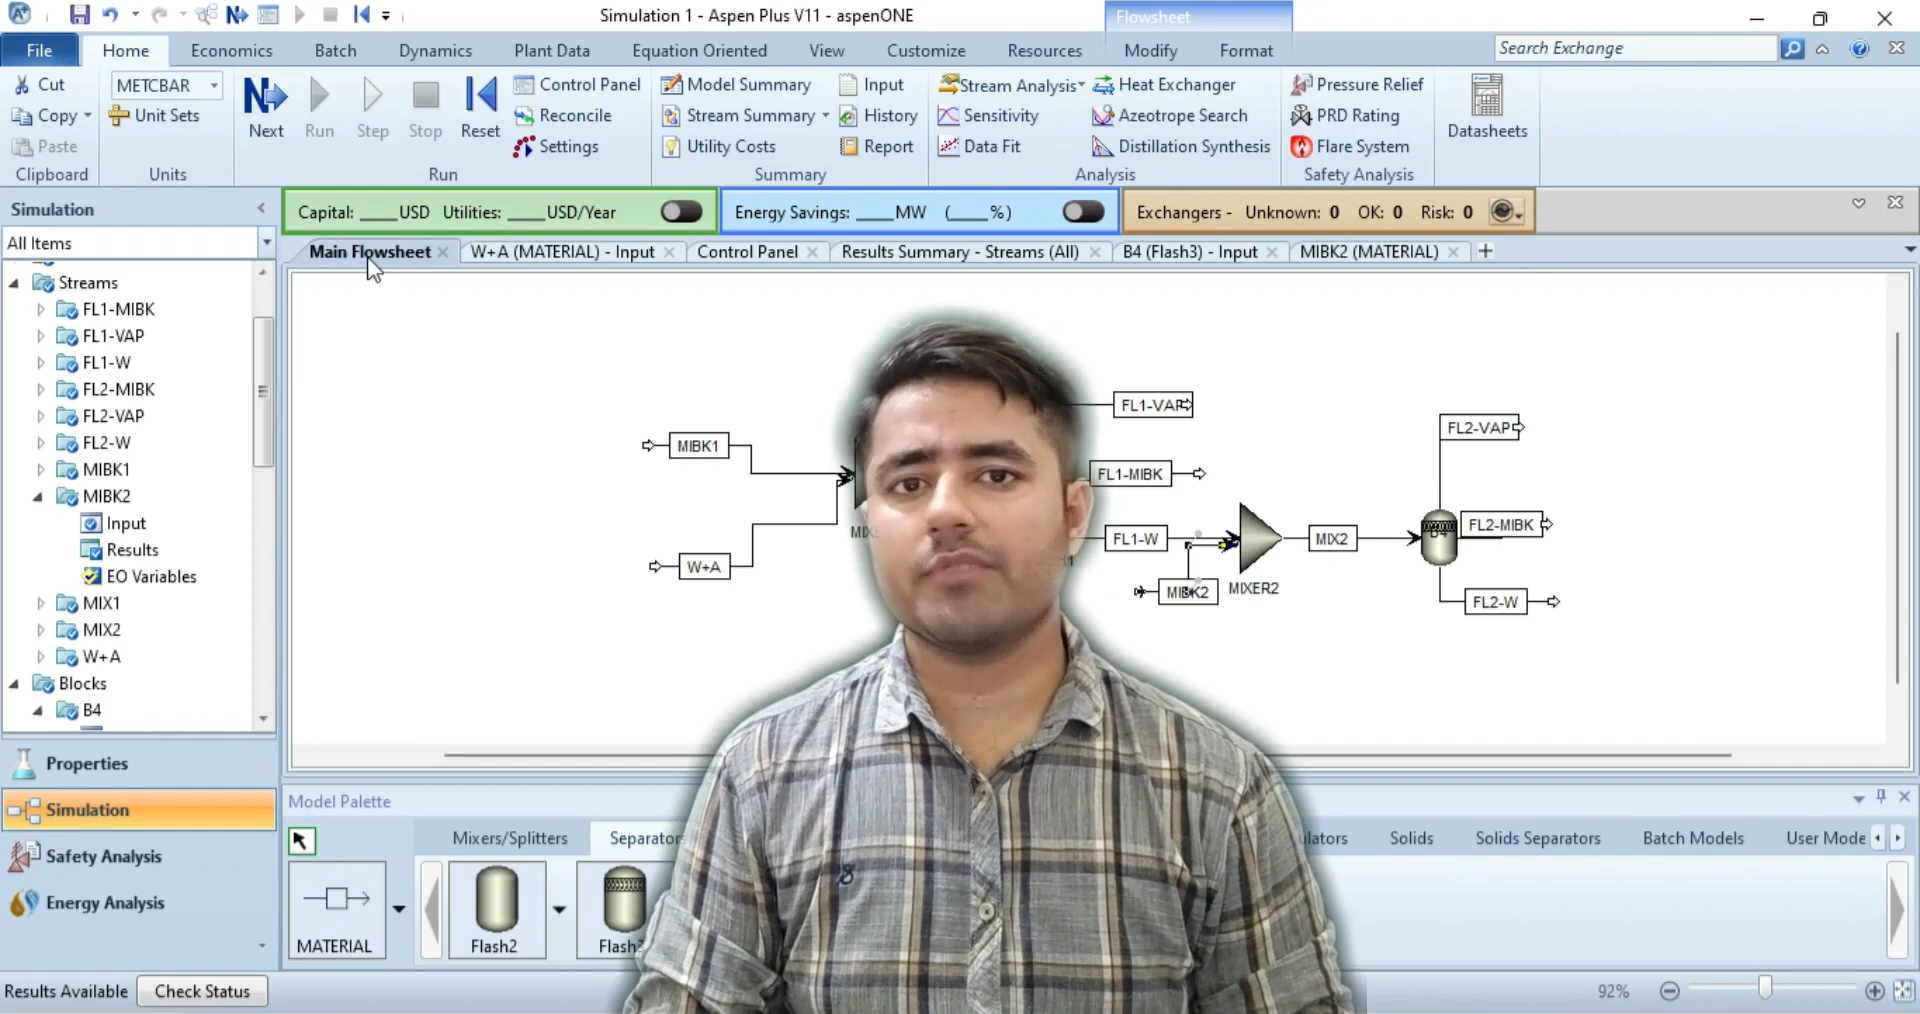 Simulation 1 - Aspen Plus V11 - aspenONE
Flowsheet
File Home Economics Batch Dynamics Plant Data Equation Oriented View Customize Resources Modify Format
Search Exchange
Cut
Copy
Paste
Clipboard
METCBAR
Unit Sets
Units
Next
Run
Step
Stop
Reset
Control Panel
Reconcile
Settings
Run
Model Summary
Stream Summary
Utility Costs
Input
History
Report
Summary
Stream Analysis
Sensitivity
Data Fit
Heat Exchanger
Azeotrope Search
Distillation Synthesis
Analysis
Pressure Relief
PRD Rating
Flare System
Safety Analysis
Datasheets
Simulation
All Items
Capital: ____USD Utilities: ____USD/Year
Energy Savings: ____MW (____%)
Exchangers - Unknown: 0 OK: 0 Risk: 0
Main Flowsheet
W+A (MATERIAL) - Input
Control Panel
Results Summary - Streams (All)
B4 (Flash3) - Input
MIBK2 (MATERIAL)
Streams
FL1-MIBK
FL1-VAP
FL1-W
FL2-MIBK
FL2-VAP
FL2-W
MIBK1
MIBK2
Input
Results
EO Variables
MIX1
MIX2
W+A
Blocks
B4
Properties
Simulation
Safety Analysis
Energy Analysis
MIBK1
W+A
FL1-VAP
FL1-MIBK
FL1-W
MIBK2
MIXER2
MIX2
B4
FL2-VAP
FL2-MIBK
FL2-W
Model Palette
Mixers/Splitters
Solids
Solids Separators
Batch Models
MATERIAL
Flash2
Results Available
Check Status
92%